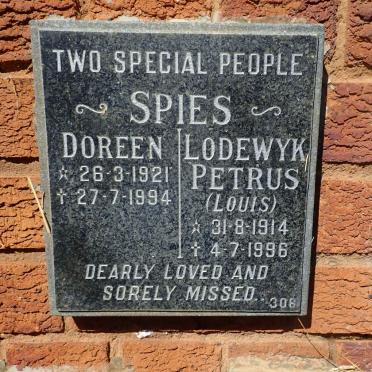 TWO SPECIAL PEOPLE
~ SPIES ~
DOREEN
☆ 26-3-1921
† 27-7-1994
LODEWYK
PETRUS
(LOUIS)
☆ 31-8-1914
† 4-7-1996
DEARLY LOVED AND
SORELY MISSED.
308